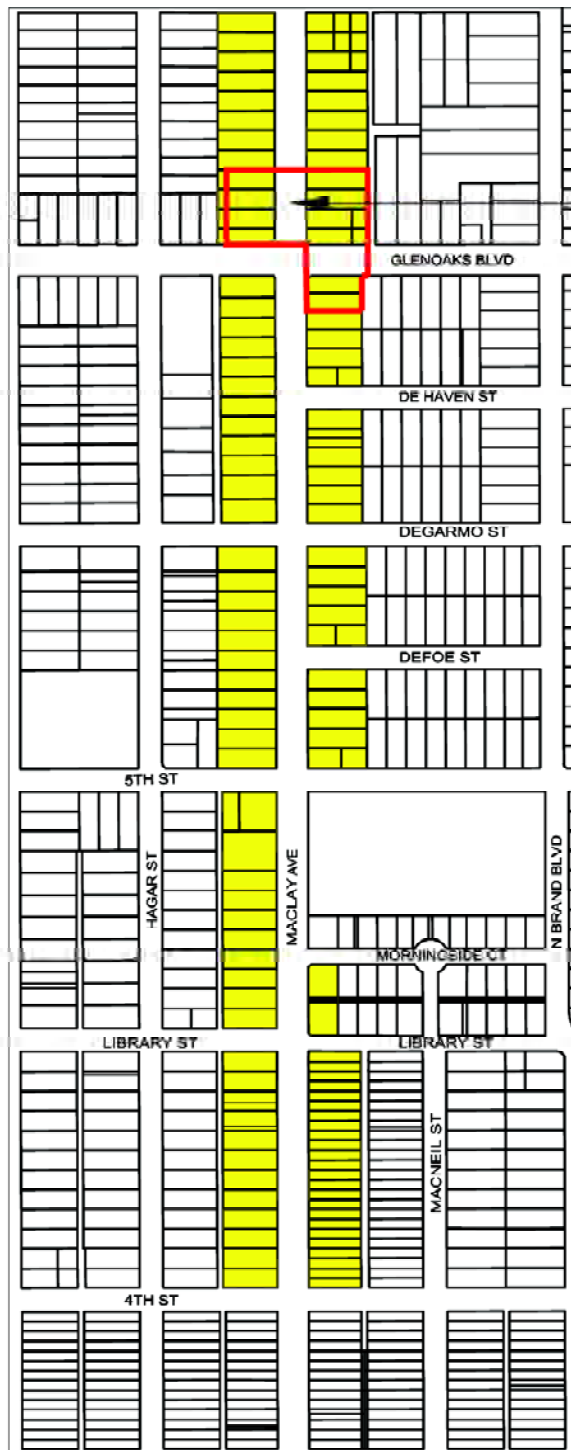 GLENOAKS BLVD
DE HAVEN ST
DEGARMO ST
DEFOE ST
5TH ST
HAGAR ST
MACLAY AVE
N BRAND BLVD
MORNINGSIDE CT
LIBRARY ST
LIBRARY ST
MACNEIL ST
4TH ST